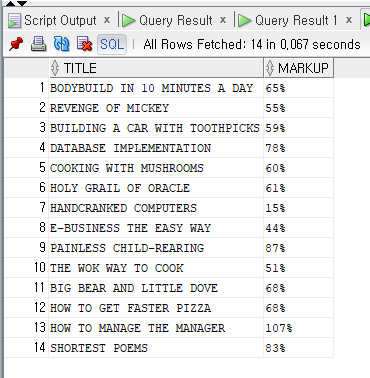 Script Output × Query Result × Query Result 1 ×
SQL All Rows Fetched: 14 in 0,067 seconds
TITLE MARKUP
1 BODYBUILD IN 10 MINUTES A DAY 65%
2 REVENGE OF MICKEY 55%
3 BUILDING A CAR WITH TOOTHPICKS 59%
4 DATABASE IMPLEMENTATION 78%
5 COOKING WITH MUSHROOMS 60%
6 HOLY GRAIL OF ORACLE 61%
7 HANDCRANKED COMPUTERS 15%
8 E-BUSINESS THE EASY WAY 44%
9 PAINLESS CHILD-REARING 87%
10 THE WOK WAY TO COOK 51%
11 BIG BEAR AND LITTLE DOVE 68%
12 HOW TO GET FASTER PIZZA 68%
13 HOW TO MANAGE THE MANAGER 107%
14 SHORTEST POEMS 83%